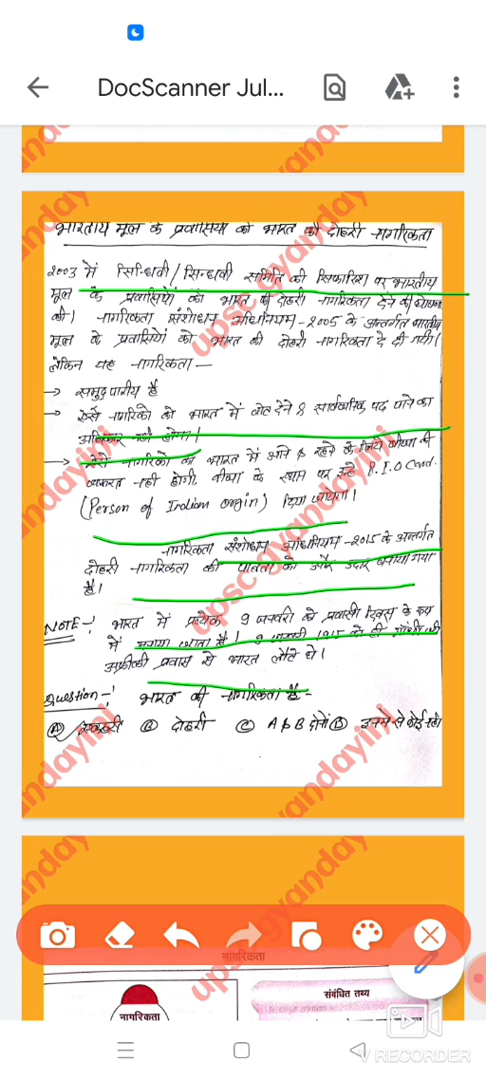 DocScanner Jul...
भारतीय मूल के प्रवासियों को भारत की दोहरी नागरिकता
2003 में सिंधवी/सिन्धवी समिति की सिफारिश पर भारतीय
मूल के प्रवासियों को भारत की दोहरी नागरिकता देने की
की। नागरिकता संशोधन अधिनियम-2005 के अन्तर्गत भारतीय
मूल के प्रवासियों को भारत की दोहरी नागरिकता दे दी गयी।
लेकिन यह नागरिकता —
→ समुद्रपारीय है
→ ऐसे नागरिकों को भारत में वोट देने & सार्वजनिक पद पाने का
अधिकार नहीं होगा।
→ ऐसे नागरिकों को भारत में आने & रहने के लिये वीजा की
जरूरत नहीं होगी, वीजा के स्थान पर इन्हें P.I.O Card.
(Person of Indian origin) दिया जायेगा।
नागरिकता संशोधन अधिनियम-2015 के अन्तर्गत
दोहरी नागरिकता की पात्रता को और उदार बनाया गया
है।
NOTE-! भारत में प्रत्येक 9 जनवरी को प्रवासी दिवस के रूप
में मनाया जाता है। 9 जनवरी 1915 को ही गाँधी जी
अफ्रीकी प्रवास से भारत लौटे थे।
Question-! भारत की नागरिकता है-
(A) इकहरी (B) दोहरी (C) A & B दोनों (D) इनमें से कोई नहीं
upsc gyandayini
नागरिकता
नागरिकता
संबंधित तथ्य
V RECORDER